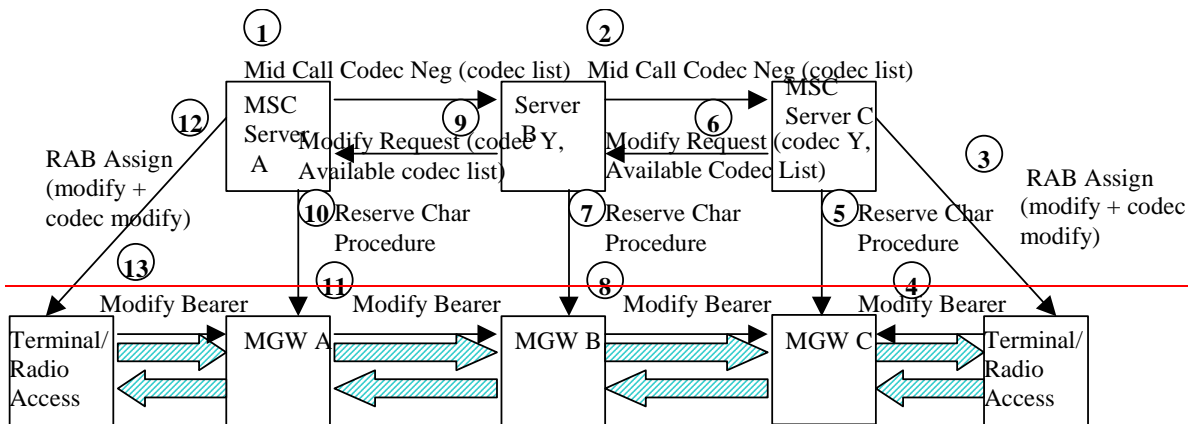 1
2
Mid Call Codec Neg (codec list)
Mid Call Codec Neg (codec list)
MSC
Server
A
Server
B
MSC
Server C
12
9
6
3
Modify Request (codec Y,
Available codec list)
Modify Request (codec Y,
Available Codec List)
RAB Assign
(modify +
codec modify)
RAB Assign
(modify + codec
modify)
10
Reserve Char
Procedure
7
Reserve Char
Procedure
5
Reserve Char
Procedure
13
11
8
4
Modify Bearer
Modify Bearer
Modify Bearer
Modify Bearer
Terminal/
Radio
Access
MGW A
MGW B
MGW C
Terminal/
Radio
Access